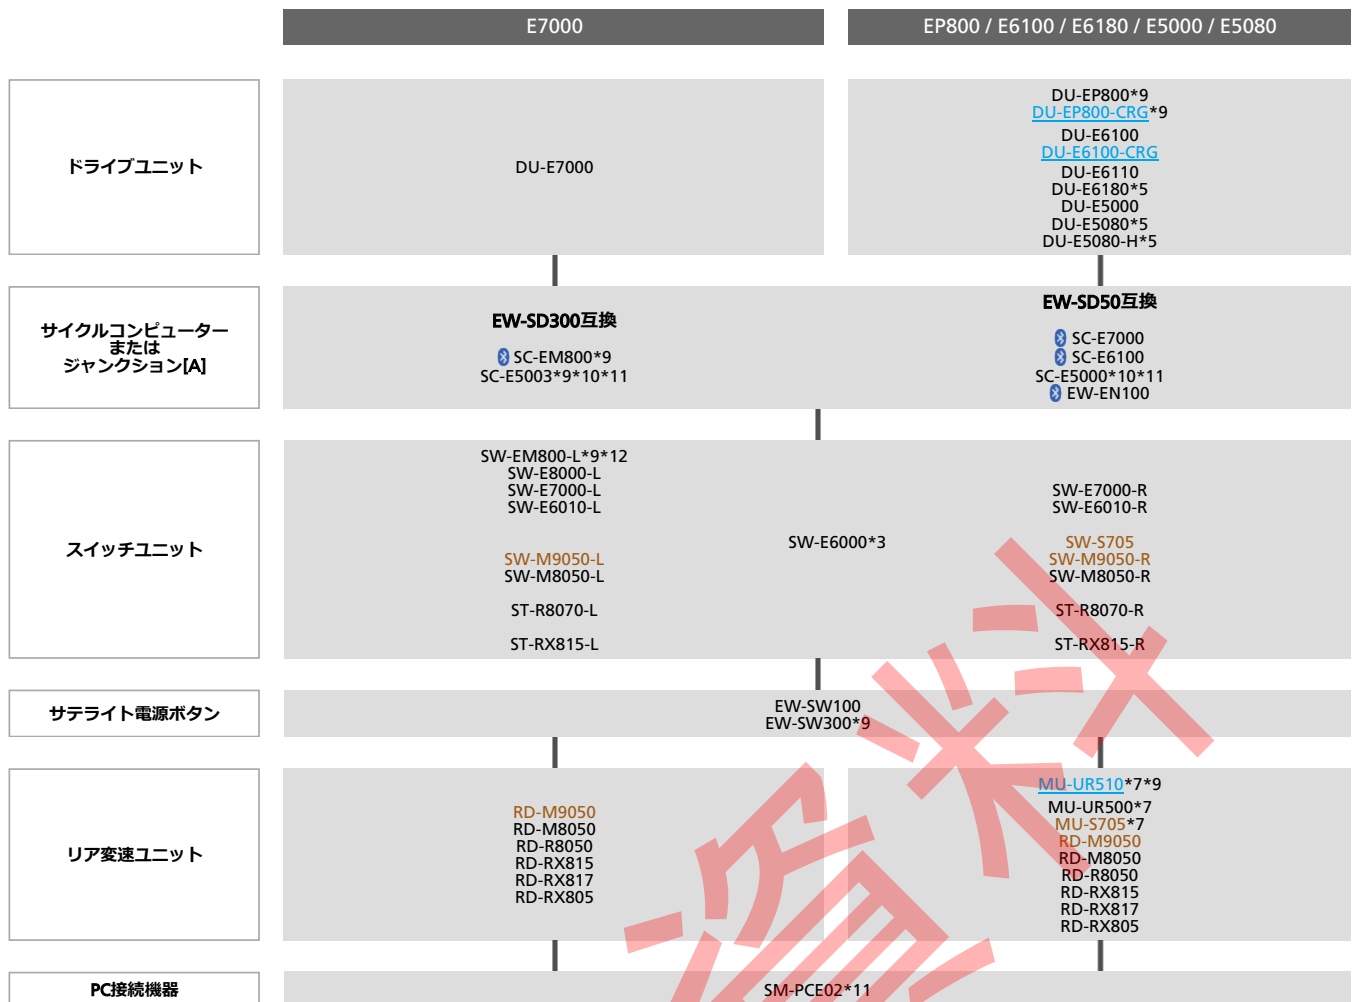 E7000
EP800 / E6100 / E6180 / E5000 / E5080
ドライブユニット
DU-E7000
DU-EP800*9
DU-EP800-CRG*9
DU-E6100
DU-E6100-CRG
DU-E6110
DU-E6180*5
DU-E5000
DU-E5080*5
DU-E5080-H*5
サイクルコンピューター
または
ジャンクション[A]
EW-SD300互換
SC-EM800*9
SC-E5003*9*10*11
EW-SD50互換
SC-E7000
SC-E6100
SC-E5000*10*11
EW-EN100
スイッチユニット
SW-EM800-L*9*12
SW-E8000-L
SW-E7000-L
SW-E6010-L
SW-M9050-L
SW-M8050-L
ST-R8070-L
ST-RX815-L
SW-E6000*3
SW-E7000-R
SW-E6010-R
SW-S705
SW-M9050-R
SW-M8050-R
ST-R8070-R
ST-RX815-R
サテライト電源ボタン
EW-SW100
EW-SW300*9
リア変速ユニット
RD-M9050
RD-M8050
RD-R8050
RD-RX815
RD-RX817
RD-RX805
MU-UR510*7*9
MU-UR500*7
MU-S705*7
RD-M9050
RD-M8050
RD-R8050
RD-RX815
RD-RX817
RD-RX805
PC接続機器
SM-PCE02*11
資料